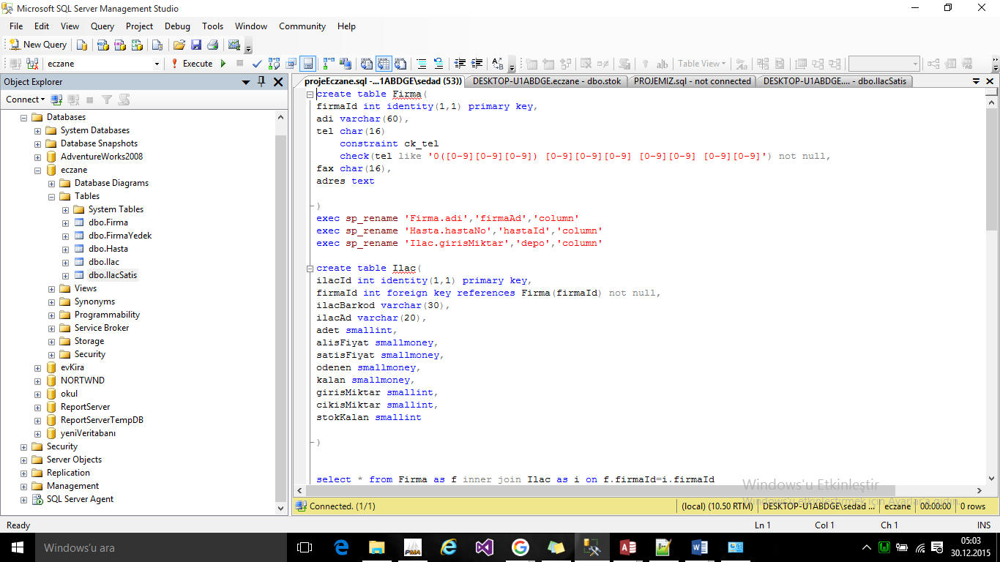 Microsoft SQL Server Management Studio
File Edit View Query Project Debug Tools Window Community Help
New Query
eczane Execute Table View
Object Explorer
Connect
Databases
System Databases
Database Snapshots
AdventureWorks2008
eczane
Database Diagrams
Tables
System Tables
dbo.Firma
dbo.FirmaYedek
dbo.Hasta
dbo.Ilac
dbo.IlacSatis
Views
Synonyms
Programmability
Service Broker
Storage
Security
evKira
NORTWND
okul
ReportServer
ReportServerTempDB
yeniVeritabanı
Security
Server Objects
Replication
Management
SQL Server Agent
projeEczane.sql -...1ABDGE\sedad (53)) DESKTOP-U1ABDGE.eczane - dbo.stok PROJEMIZ.sql - not connected DESKTOP-U1ABDGE.... - dbo.IlacSatis
create table Firma(
firmaId int identity(1,1) primary key,
adi varchar(60),
tel char(16)
constraint ck_tel
check(tel like '0([0-9][0-9][0-9]) [0-9][0-9][0-9] [0-9][0-9] [0-9][0-9]') not null,
fax char(16),
adres text
)
exec sp_rename 'Firma.adi','firmaAd','column'
exec sp_rename 'Hasta.hastaNo','hastaId','column'
exec sp_rename 'Ilac.girisMiktar','depo','column'
create table Ilac(
ilacId int identity(1,1) primary key,
firmaId int foreign key references Firma(firmaId) not null,
ilacBarkod varchar(30),
ilacAd varchar(20),
adet smallint,
alisFiyat smallmoney,
satisFiyat smallmoney,
odenen smallmoney,
kalan smallmoney,
girisMiktar smallint,
cikisMiktar smallint,
stokKalan smallint
)
select * from Firma as f inner join Ilac as i on f.firmaId=i.firmaId
Windows'u Etkinleştir
Windows'u etkinleştirmek için Ayarlar'a gidin.
Connected. (1/1) (local) (10.50 RTM) DESKTOP-U1ABDGE\sedad ... eczane 00:00:00 0 rows
Ready Ln 1 Col 1 Ch 1 INS
Windows'u ara
05:03
30.12.2015